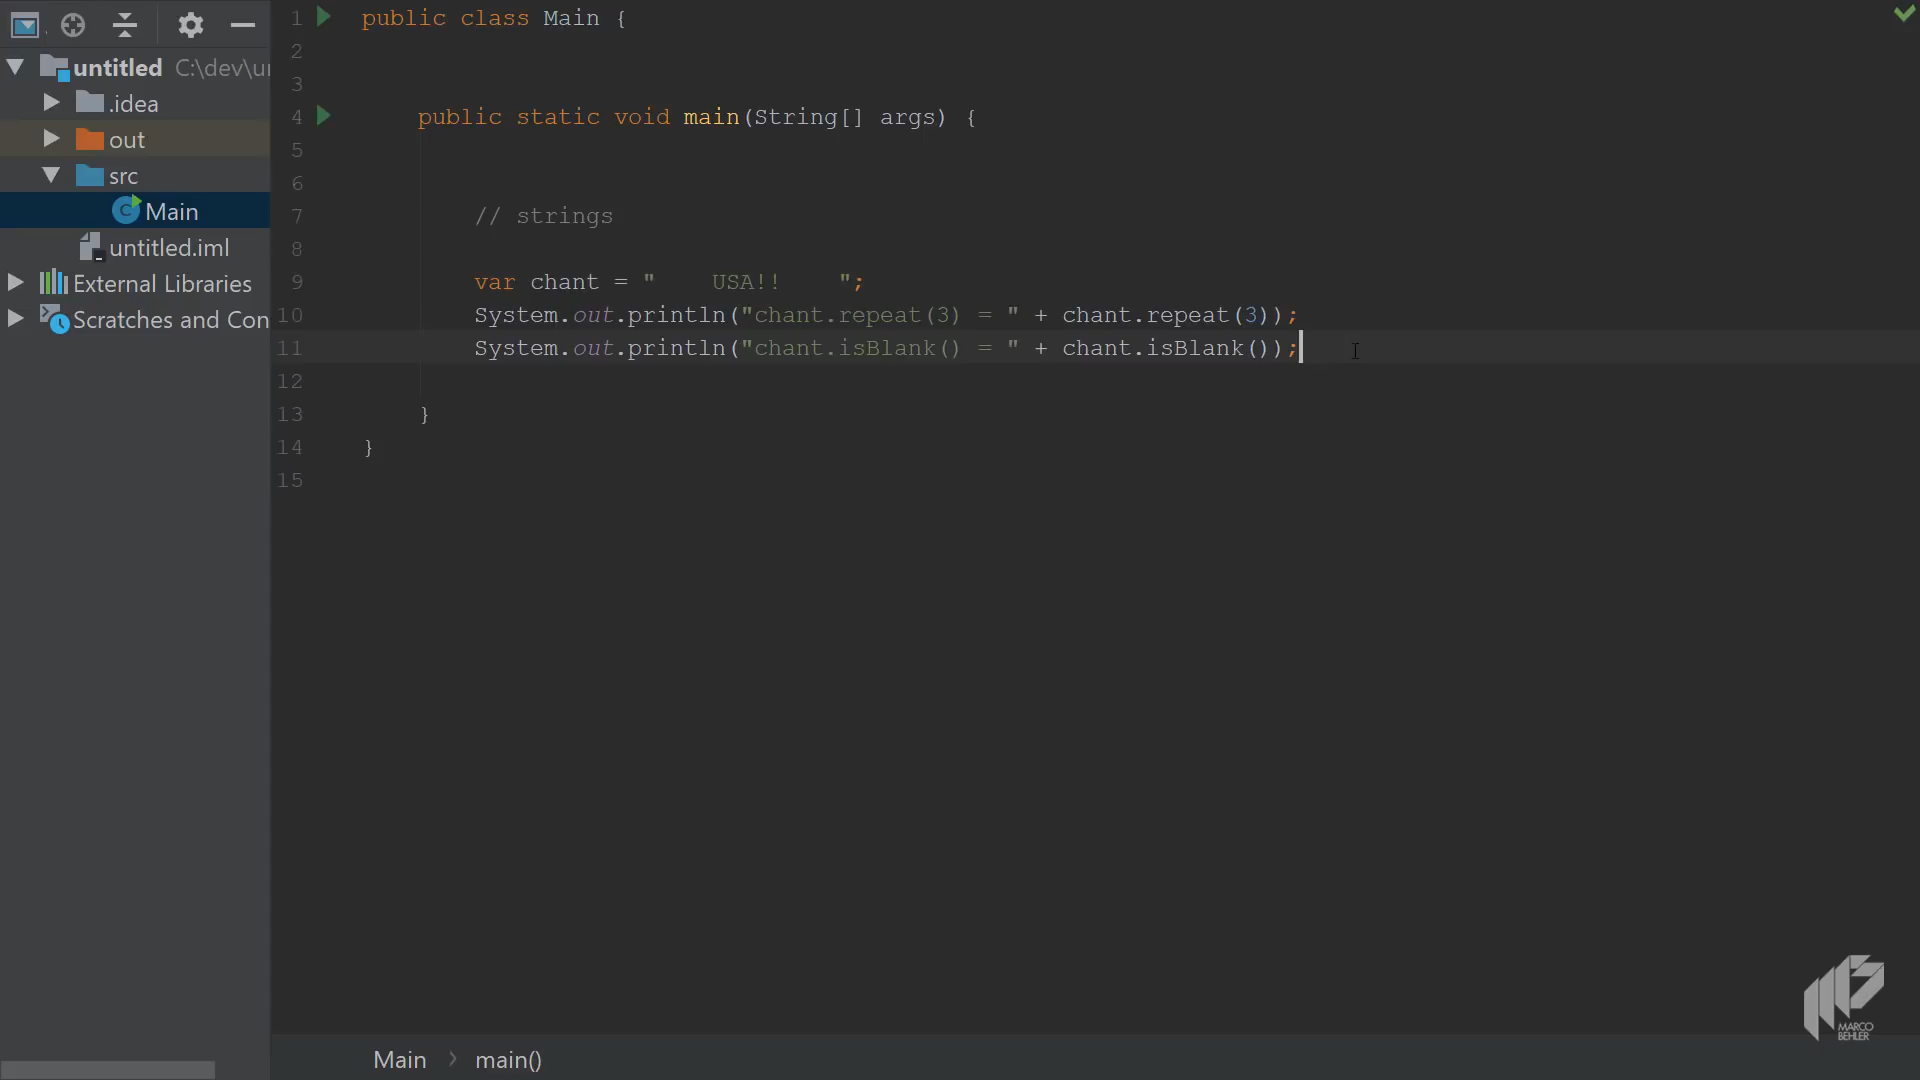 untitled C:\dev\u
.idea
out
src
Main
untitled.iml
External Libraries
Scratches and Con
1 public class Main {
2
3
4 public static void main(String[] args) {
5
6
7 // strings
8
9 var chant = "    USA!!    ";
10 System.out.println("chant.repeat(3) = " + chant.repeat(3));
11 System.out.println("chant.isBlank() = " + chant.isBlank());
12
13 }
14 }
15
Main > main()
MARCO
BEHLER